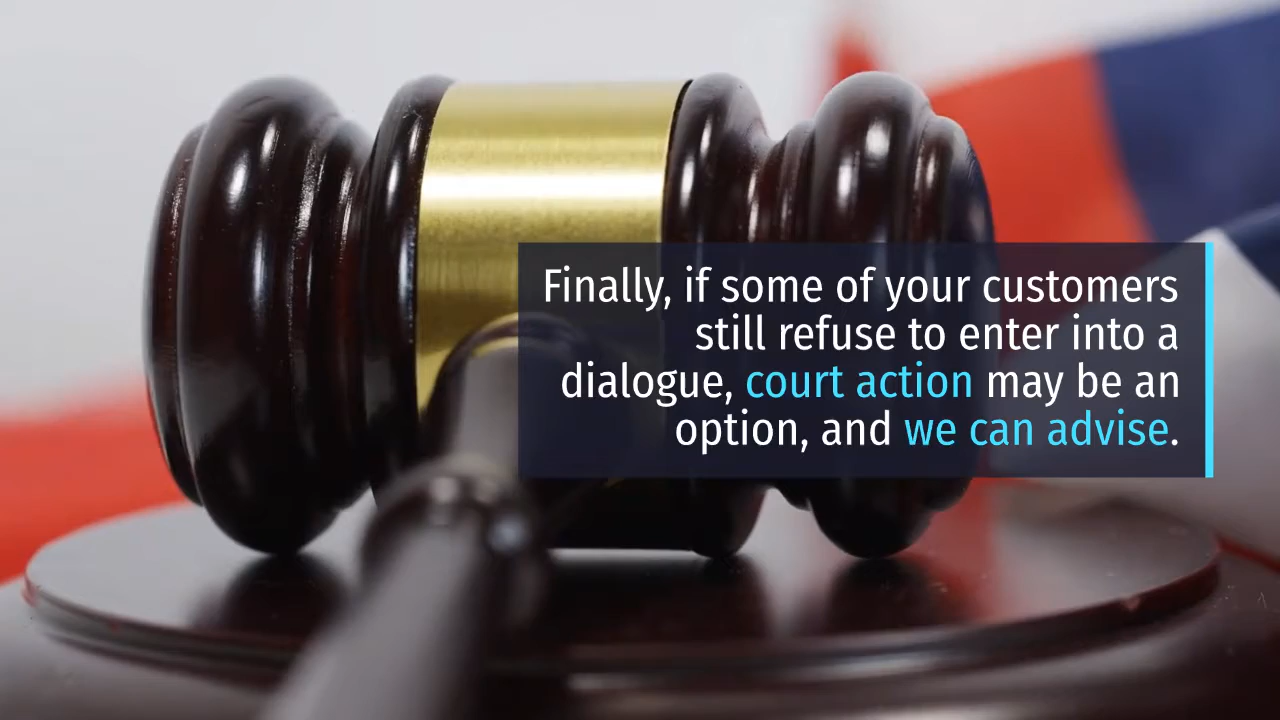 Finally, if some of your customers
still refuse to enter into a
dialogue, court action may be an
option, and we can advise.